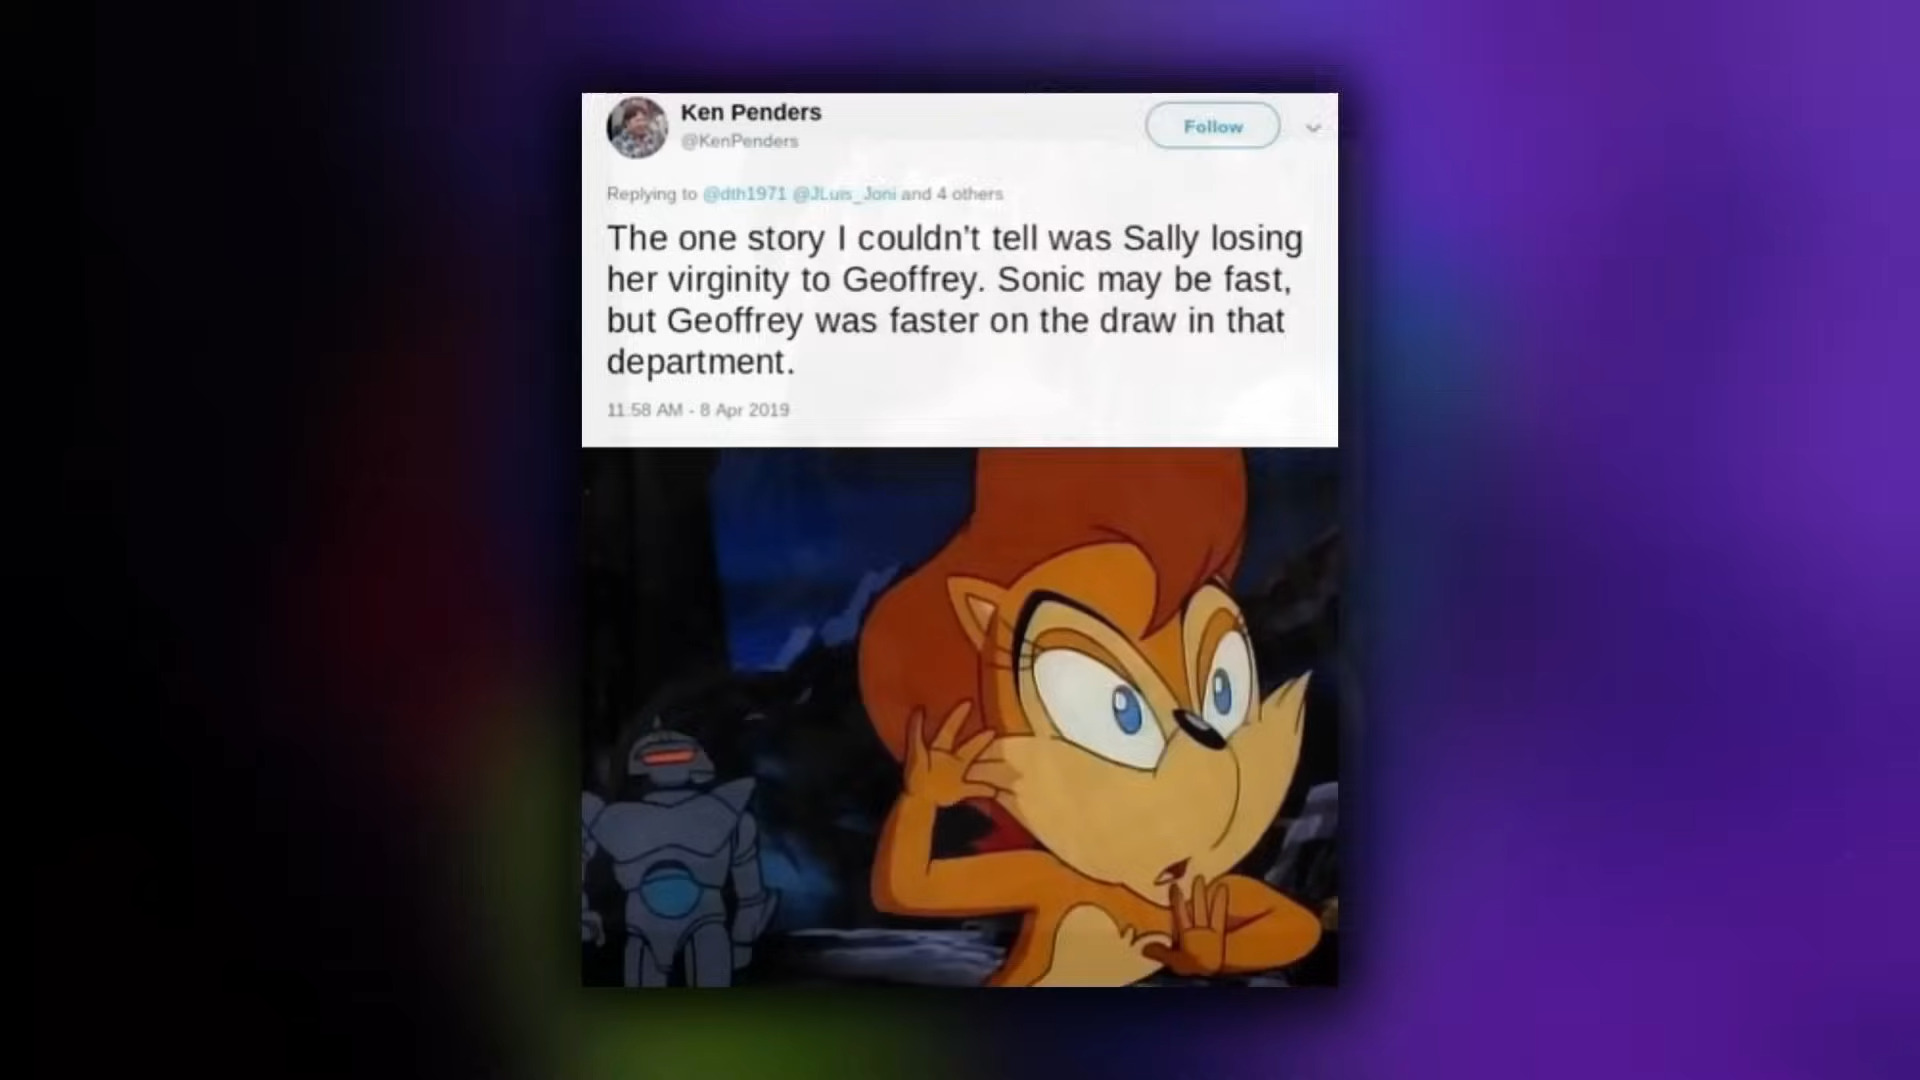 Ken Penders
@KenPenders
Follow
Replying to @dth1971 @JLuis_Joni and 4 others
The one story I couldn't tell was Sally losing
her virginity to Geoffrey. Sonic may be fast,
but Geoffrey was faster on the draw in that
department.
11:58 AM - 8 Apr 2019